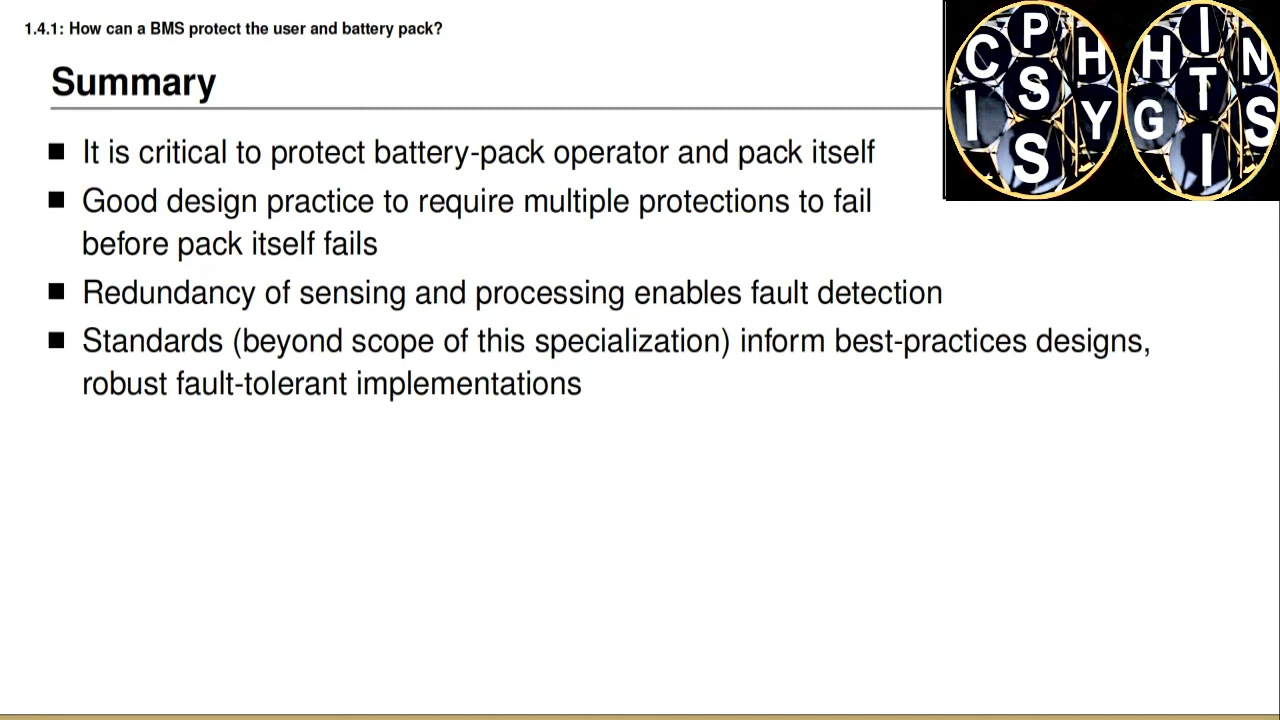 1.4.1: How can a BMS protect the user and battery pack?
Summary
It is critical to protect battery-pack operator and pack itself
Good design practice to require multiple protections to fail
before pack itself fails
Redundancy of sensing and processing enables fault detection
Standards (beyond scope of this specialization) inform best-practices designs,
robust fault-tolerant implementations
P
C H
S
I Y
S
I
H N
T
G S
I